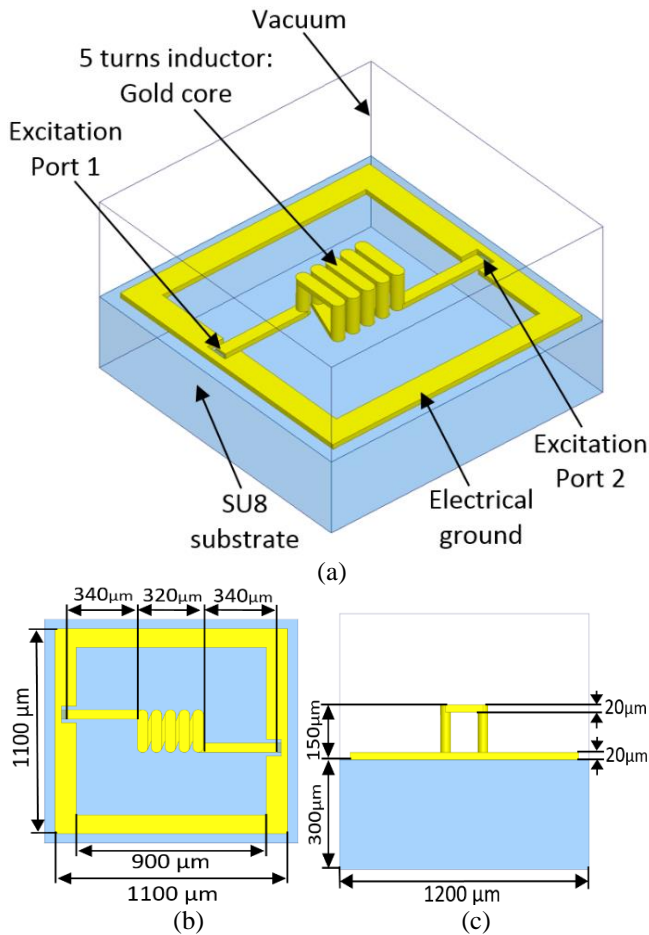 Vacuum
5 turns inductor:
Gold core
Excitation
Port 1
Excitation
Port 2
SU8
substrate
Electrical
ground
(a)
340μm 320μm 340μm
1100 μm
900 μm
1100 μm
(b)
150μm
300μm
20μm
20μm
1200 μm
(c)